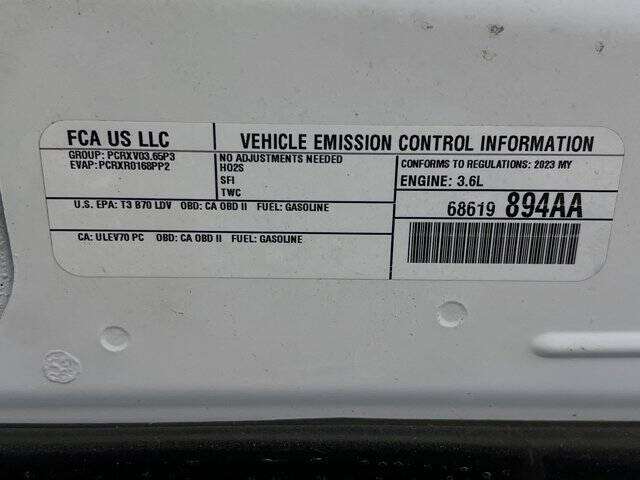 FCA US LLC
VEHICLE EMISSION CONTROL INFORMATION
GROUP: PCRXV03.65P3
EVAP: PCRXR0168PP2
NO ADJUSTMENTS NEEDED
HO2S
SFI
TWC
CONFORMS TO REGULATIONS: 2023 MY
ENGINE: 3.6L
U.S. EPA: T3 B70 LDV OBD: CA OBD II FUEL: GASOLINE
CA: ULEV70 PC OBD: CA OBD II FUEL: GASOLINE
68619 894AA